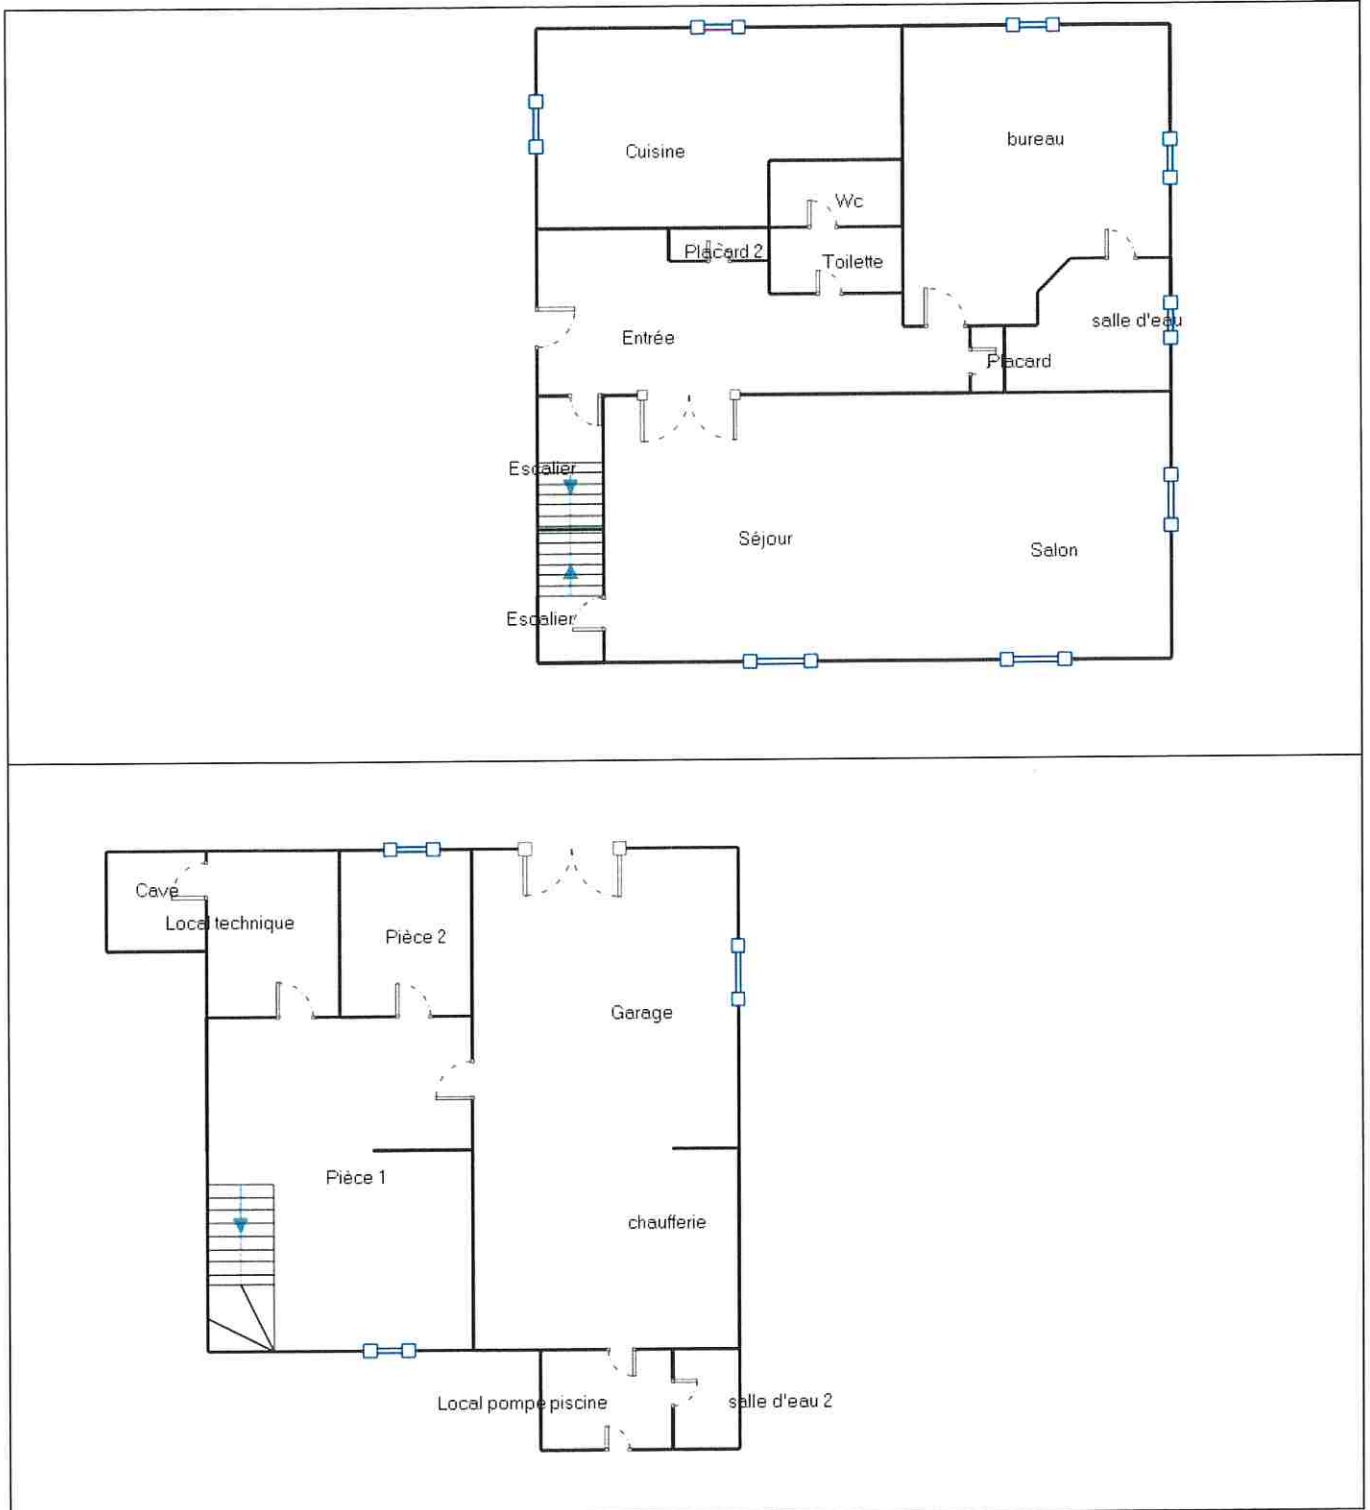 Cuisine
bureau
Wc
Placard 2
Toilette
salle d'eau
Entrée
Placard
Escalier
Séjour
Salon
Escalier
Cave
Local technique
Pièce 2
Garage
Pièce 1
chaufferie
Local pompe piscine
salle d'eau 2